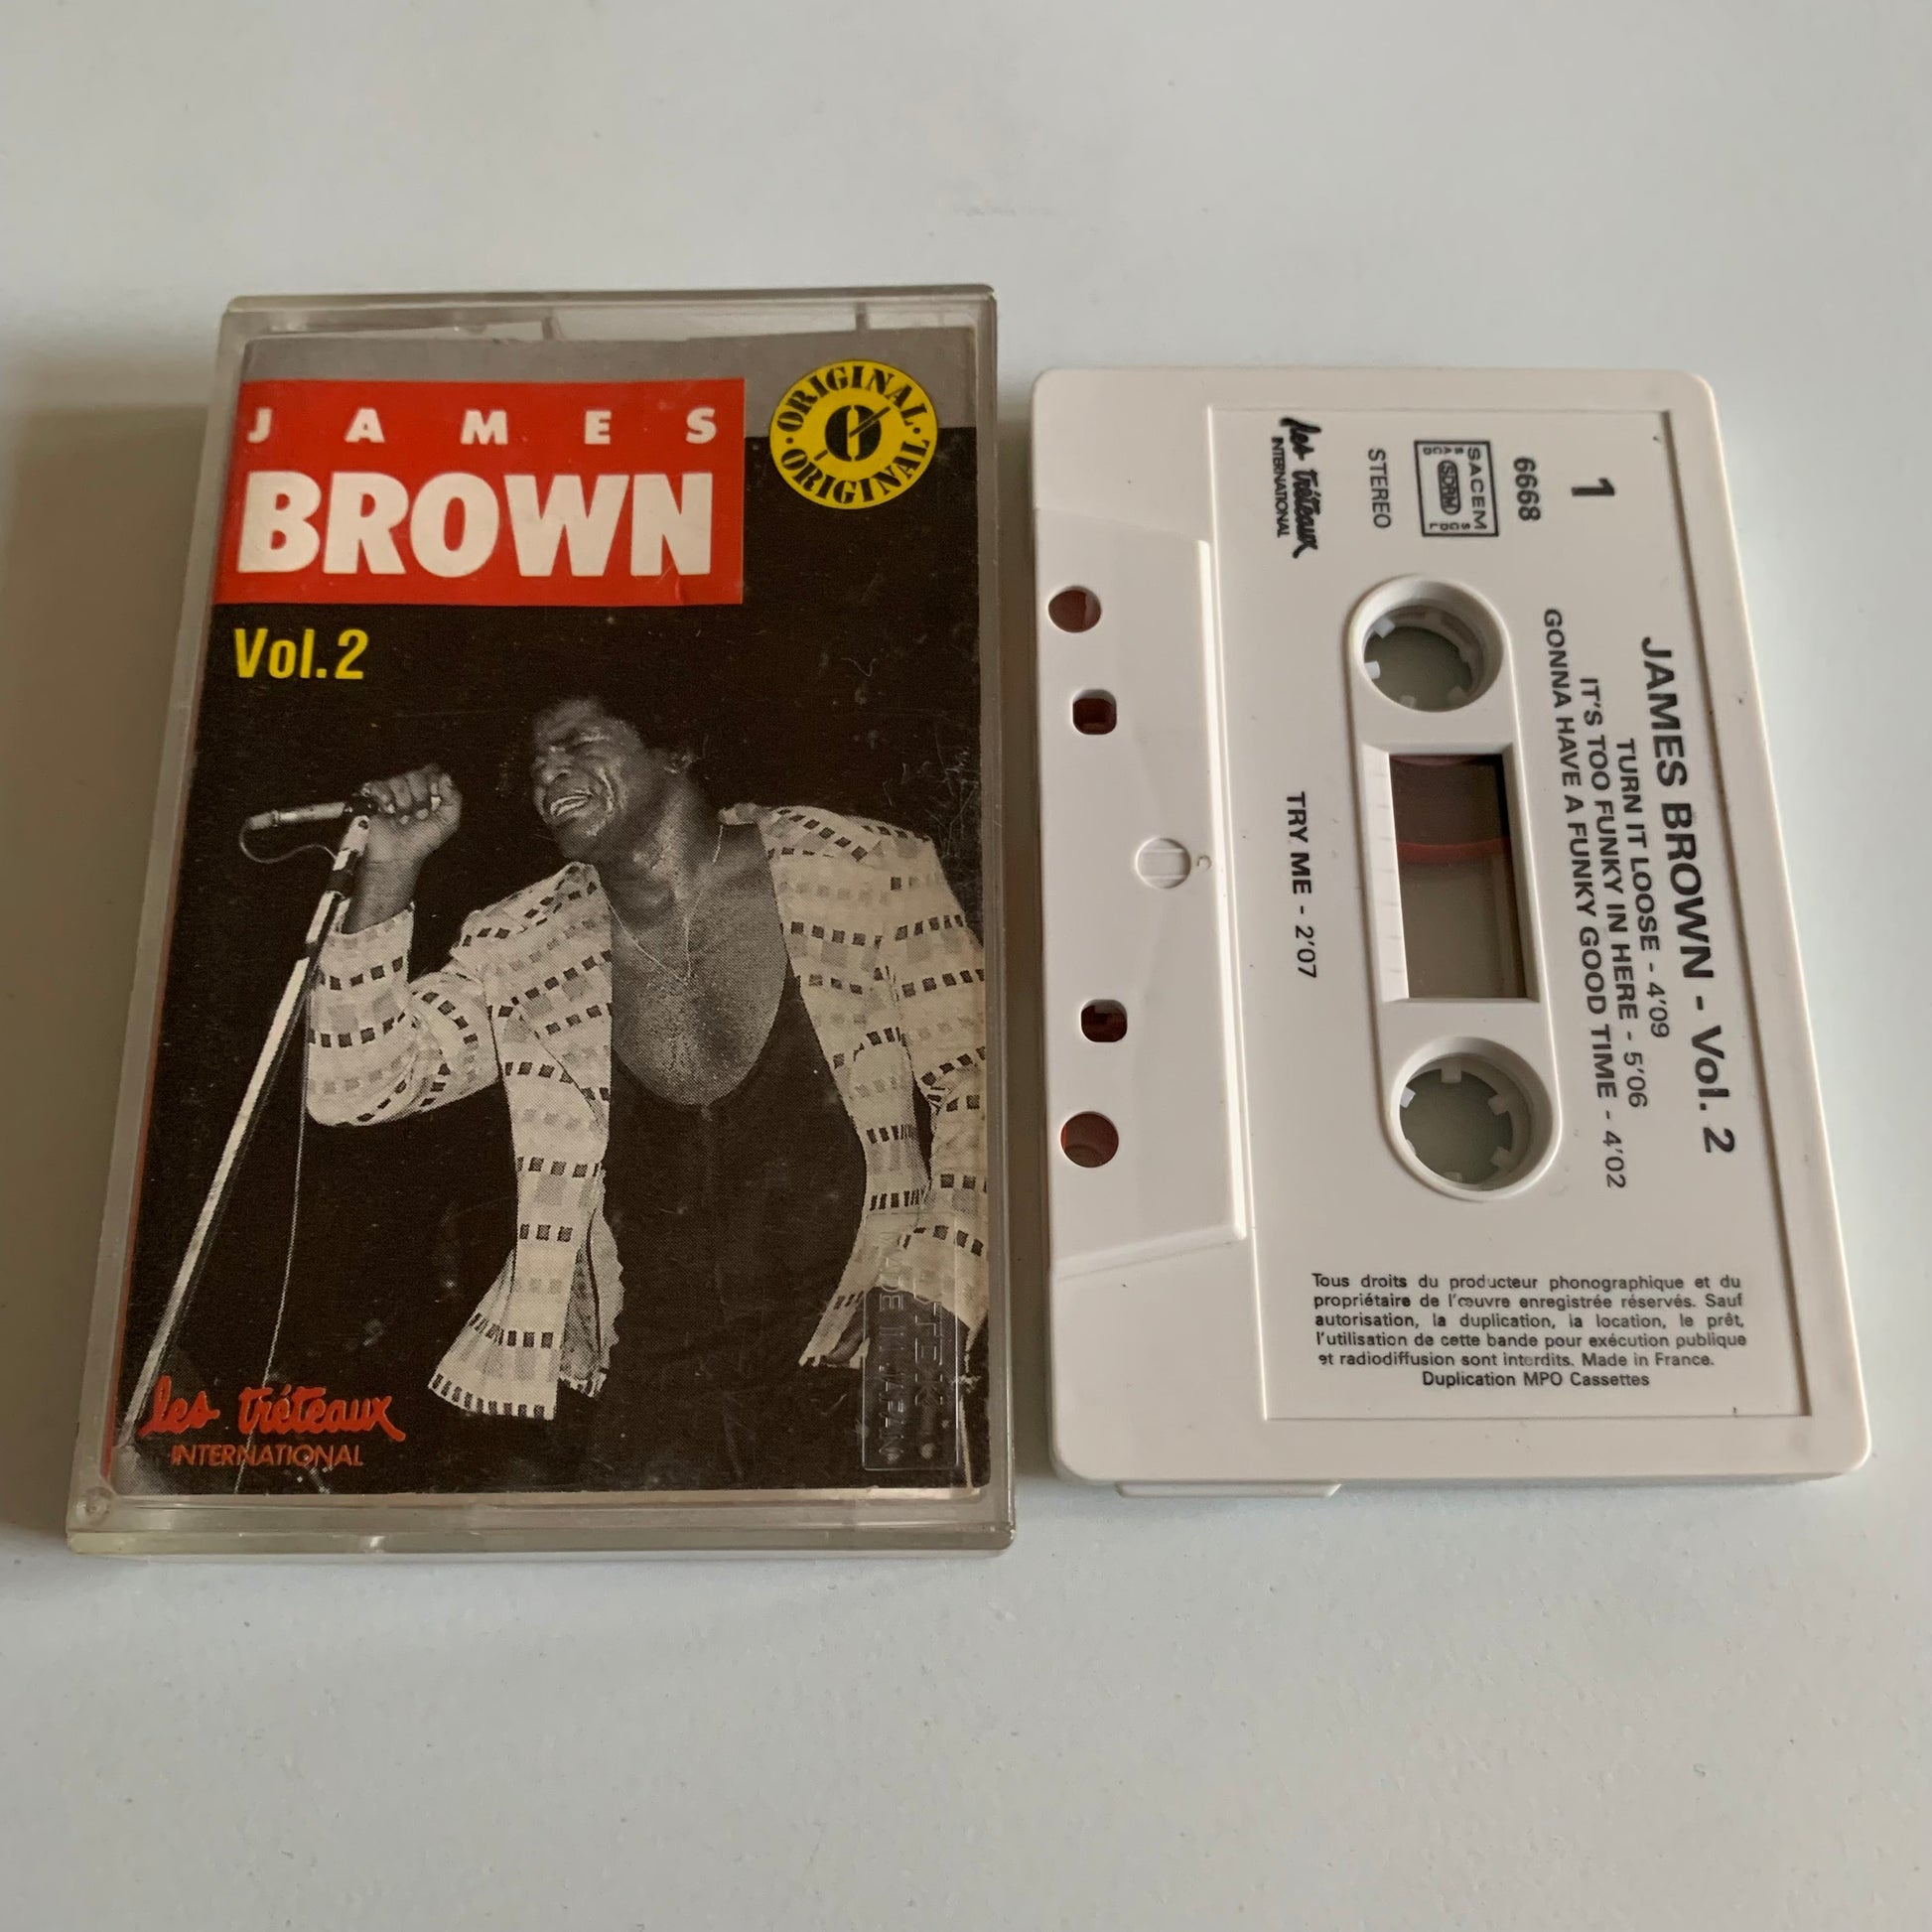 JAMES
BROWN
Vol.2
ORIGINAL · ORIGINAL ·
les tréteaux
INTERNATIONAL
MADE IN JAPAN
JAMES BROWN - Vol. 2
TURN IT LOOSE - 4'09
IT'S TOO FUNKY IN HERE - 5'06
GONNA HAVE A FUNKY GOOD TIME - 4'02
TRY ME - 2'07
1
6668
SACEM
SDRM
STEREO
les tréteaux
INTERNATIONAL
Tous droits du producteur phonographique et du
propriétaire de l'œuvre enregistrée réservés. Sauf
autorisation, la duplication, la location, le prêt,
l'utilisation de cette bande pour exécution publique
et radiodiffusion sont interdits. Made in France.
Duplication MPO Cassettes